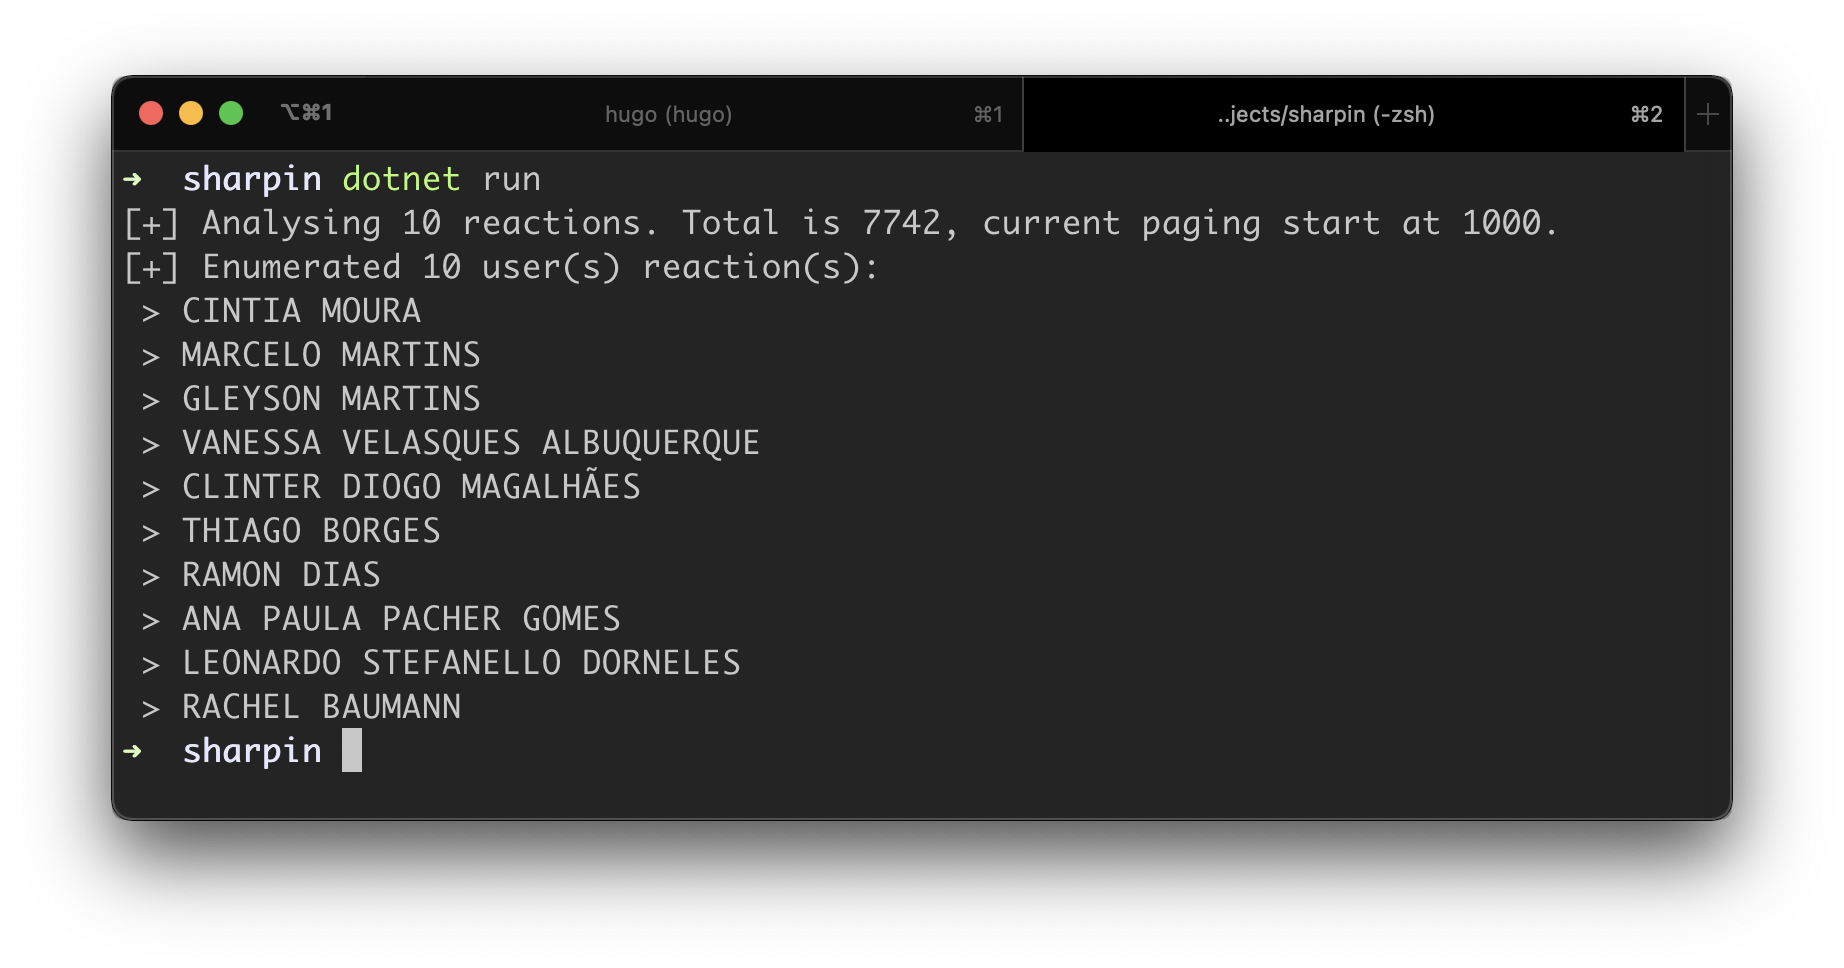 ⌥⌘1 hugo (hugo) ⌘1 ..jects/sharpin (-zsh) ⌘2 +
➜ sharpin dotnet run
[+] Analysing 10 reactions. Total is 7742, current paging start at 1000.
[+] Enumerated 10 user(s) reaction(s):
> CINTIA MOURA
> MARCELO MARTINS
> GLEYSON MARTINS
> VANESSA VELASQUES ALBUQUERQUE
> CLINTER DIOGO MAGALHÃES
> THIAGO BORGES
> RAMON DIAS
> ANA PAULA PACHER GOMES
> LEONARDO STEFANELLO DORNELES
> RACHEL BAUMANN
➜ sharpin